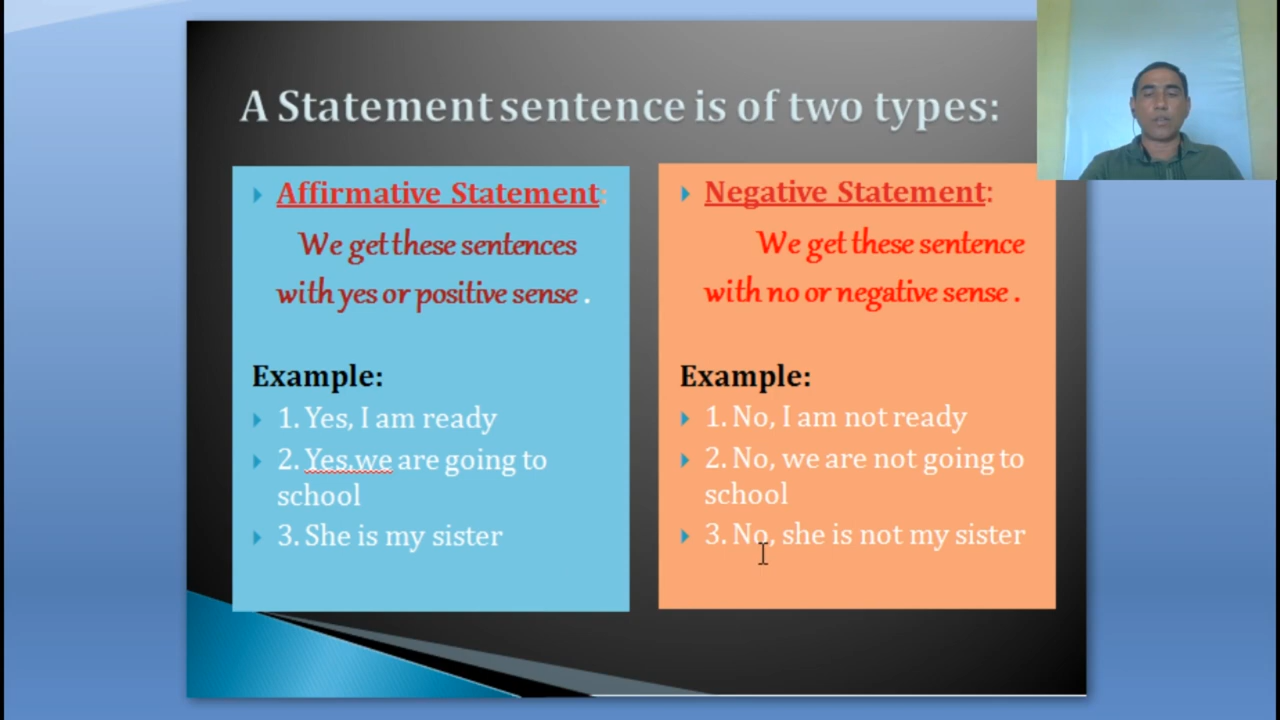 A Statement sentence is of two types:
Affirmative Statement:
We get these sentences
with yes or positive sense .
Example:
1. Yes, I am ready
2. Yes.we are going to
school
3. She is my sister
Negative Statement:
We get these sentence
with no or negative sense .
Example:
1. No, I am not ready
2. No, we are not going to
school
3. No, she is not my sister